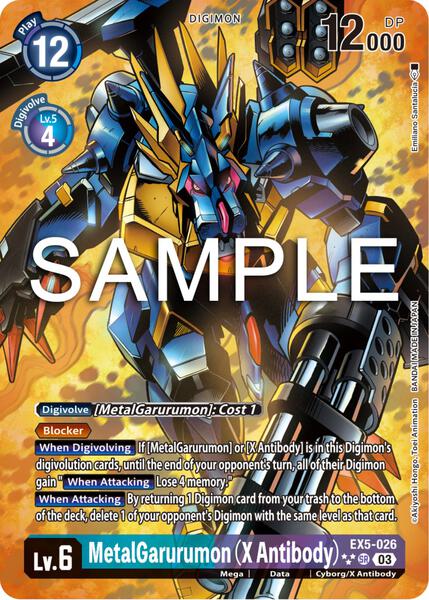 DIGIMON
Play
12
DP
12000
Digivolve
Lv.5
4
Emiliano Santalucia
SAMPLE
Digivolve [MetalGarurumon]: Cost 1
Blocker
When Digivolving If [MetalGarurumon] or [X Antibody] is in this Digimon's
digivolution cards, until the end of your opponent's turn, all of their Digimon
gain " When Attacking Lose 4 memory."
When Attacking By returning 1 Digimon card from your trash to the bottom
of the deck, delete 1 of your opponent's Digimon with the same level as that card.
©Akiyoshi Hongo, Toei Animation BANDAI MADE IN JAPAN
Lv.6
MetalGarurumon (X Antibody)
EX5-026
SR 03
Mega | Data | Cyborg/X Antibody